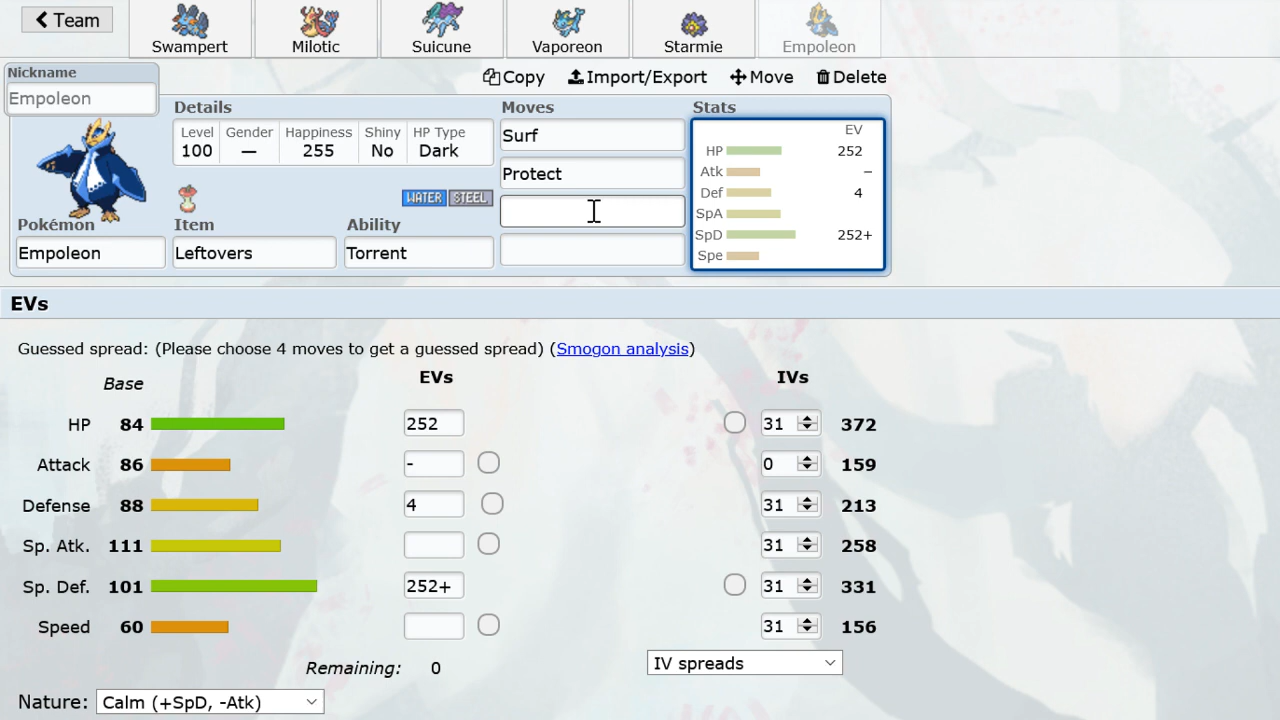 Team
Swampert
Milotic
Suicune
Vaporeon
Starmie
Empoleon
Copy
Import/Export
Move
Delete
Nickname
Empoleon
Details
Level
100
Gender
—
Happiness
255
Shiny
No
HP Type
Dark
WATER
STEEL
Pokémon
Empoleon
Item
Leftovers
Ability
Torrent
Moves
Surf
Protect
Stats
EV
HP 252
Atk –
Def 4
SpA
SpD 252+
Spe
EVs
Guessed spread: (Please choose 4 moves to get a guessed spread) (Smogon analysis)
Base EVs IVs
HP 84 252 31 372
Attack 86 - 0 159
Defense 88 4 31 213
Sp. Atk. 111 31 258
Sp. Def. 101 252+ 31 331
Speed 60 31 156
Remaining: 0
IV spreads
Nature: Calm (+SpD, -Atk)